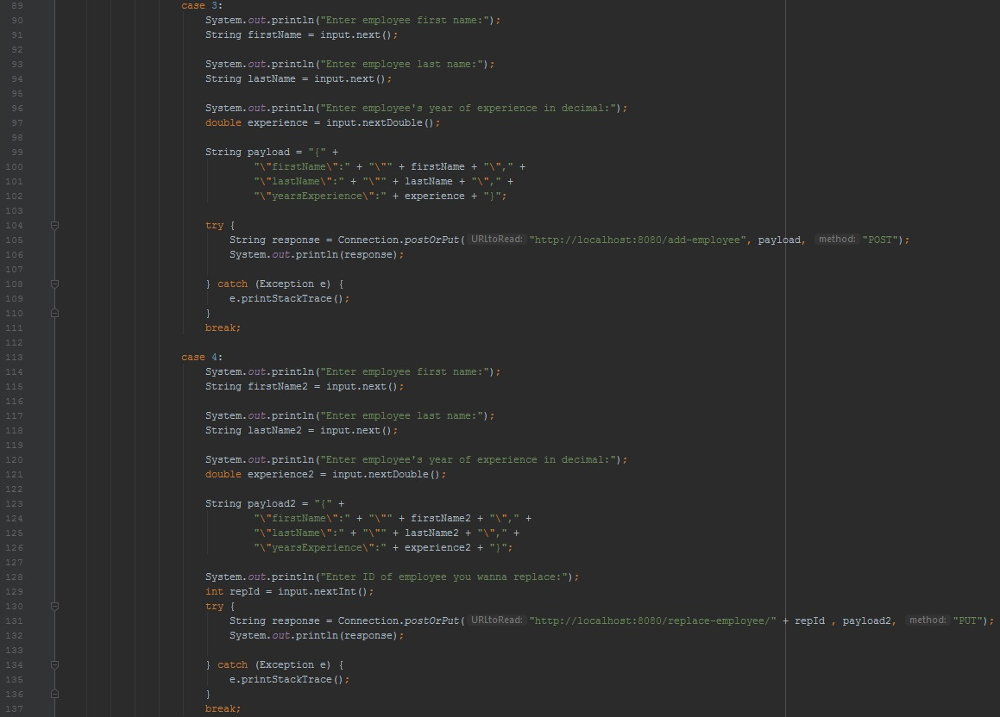 89 case 3:
90 System.out.println("Enter employee first name:");
91 String firstName = input.next();
92
93 System.out.println("Enter employee last name:");
94 String lastName = input.next();
95
96 System.out.println("Enter employee's year of experience in decimal:");
97 double experience = input.nextDouble();
98
99 String payload = "{" +
100 "\"firstName\":" + "\"" + firstName + "\"," +
101 "\"lastName\":" + "\"" + lastName + "\"," +
102 "\"yearsExperience\":" + experience + "}";
103
104 try {
105 String response = Connection.postOrPut( URLtoRead: "http://localhost:8080/add-employee", payload, method: "POST");
106 System.out.println(response);
107
108 } catch (Exception e) {
109 e.printStackTrace();
110 }
111 break;
112
113 case 4:
114 System.out.println("Enter employee first name:");
115 String firstName2 = input.next();
116
117 System.out.println("Enter employee last name:");
118 String lastName2 = input.next();
119
120 System.out.println("Enter employee's year of experience in decimal:");
121 double experience2 = input.nextDouble();
122
123 String payload2 = "{" +
124 "\"firstName\":" + "\"" + firstName2 + "\"," +
125 "\"lastName\":" + "\"" + lastName2 + "\"," +
126 "\"yearsExperience\":" + experience2 + "}";
127
128 System.out.println("Enter ID of employee you wanna replace:");
129 int repId = input.nextInt();
130 try {
131 String response = Connection.postOrPut( URLtoRead: "http://localhost:8080/replace-employee/" + repId , payload2, method: "PUT");
132 System.out.println(response);
133
134 } catch (Exception e) {
135 e.printStackTrace();
136 }
137 break;